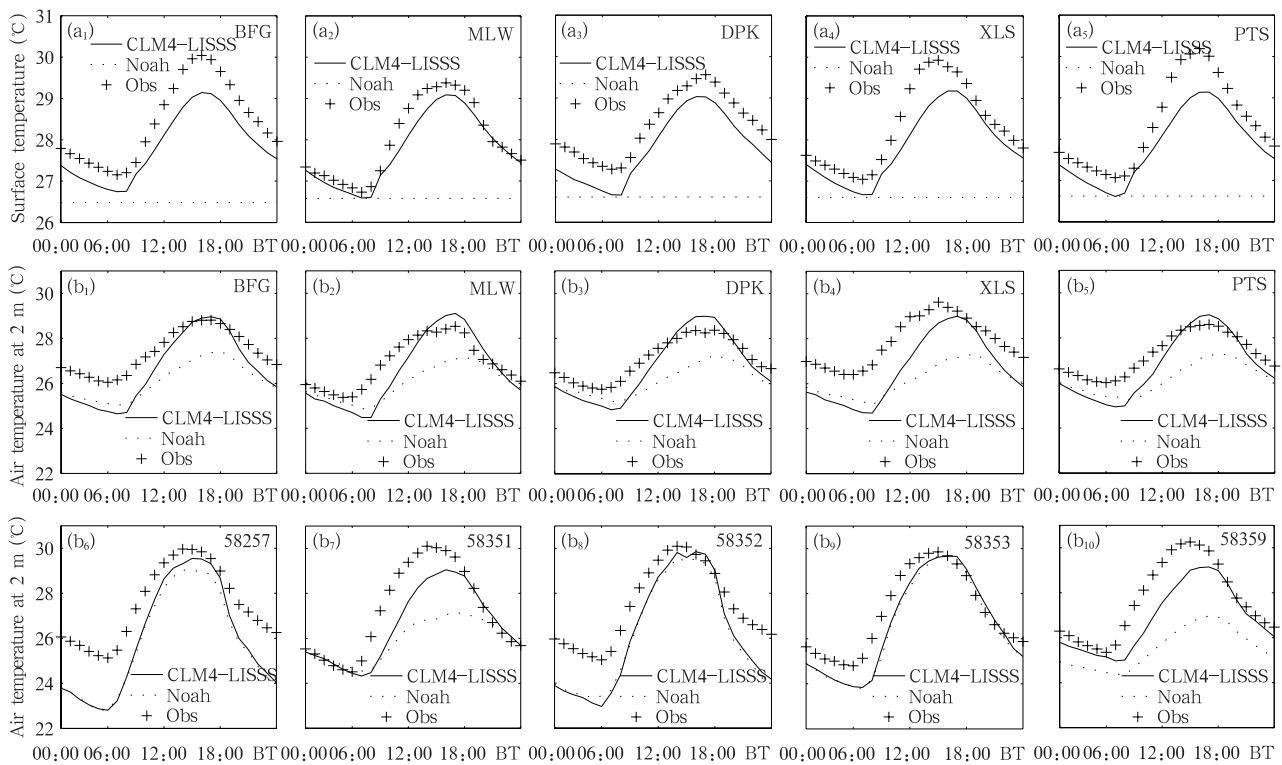 Surface temperature (℃)
31
30
29
28
27
26
(a₁) BFG
CLM4-LISSS
Noah
Obs
00:00 06:00 12:00 18:00 BT
(a₂) MLW
CLM4-LISSS
Noah
Obs
00:00 06:00 12:00 18:00 BT
(a₃) DPK
CLM4-LISSS
Noah
Obs
00:00 06:00 12:00 18:00 BT
(a₄) XLS
CLM4-LISSS
Noah
Obs
00:00 06:00 12:00 18:00 BT
(a₅) PTS
CLM4-LISSS
Noah
Obs
00:00 06:00 12:00 18:00 BT
Air temperature at 2 m (℃)
30
28
26
24
22
(b₁) BFG
CLM4-LISSS
Noah
Obs
00:00 06:00 12:00 18:00 BT
(b₂) MLW
CLM4-LISSS
Noah
Obs
00:00 06:00 12:00 18:00 BT
(b₃) DPK
CLM4-LISSS
Noah
Obs
00:00 06:00 12:00 18:00 BT
(b₄) XLS
CLM4-LISSS
Noah
Obs
00:00 06:00 12:00 18:00 BT
(b₅) PTS
CLM4-LISSS
Noah
Obs
00:00 06:00 12:00 18:00 BT
Air temperature at 2 m (℃)
30
28
26
24
22
(b₆) 58257
CLM4-LISSS
Noah
Obs
00:00 06:00 12:00 18:00 BT
(b₇) 58351
CLM4-LISSS
Noah
Obs
00:00 06:00 12:00 18:00 BT
(b₈) 58352
CLM4-LISSS
Noah
Obs
00:00 06:00 12:00 18:00 BT
(b₉) 58353
CLM4-LISSS
Noah
Obs
00:00 06:00 12:00 18:00 BT
(b₁₀) 58359
CLM4-LISSS
Noah
Obs
00:00 06:00 12:00 18:00 BT